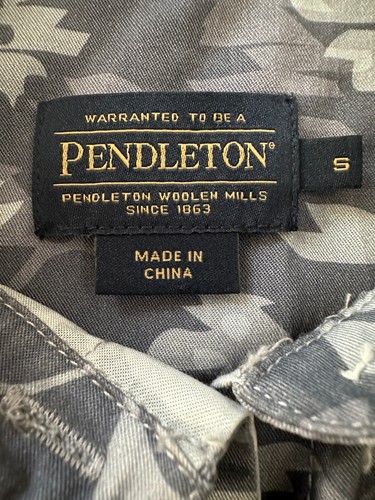 WARRANTED TO BE A
PENDLETON®
PENDLETON WOOLEN MILLS
SINCE 1863
S
MADE IN
CHINA